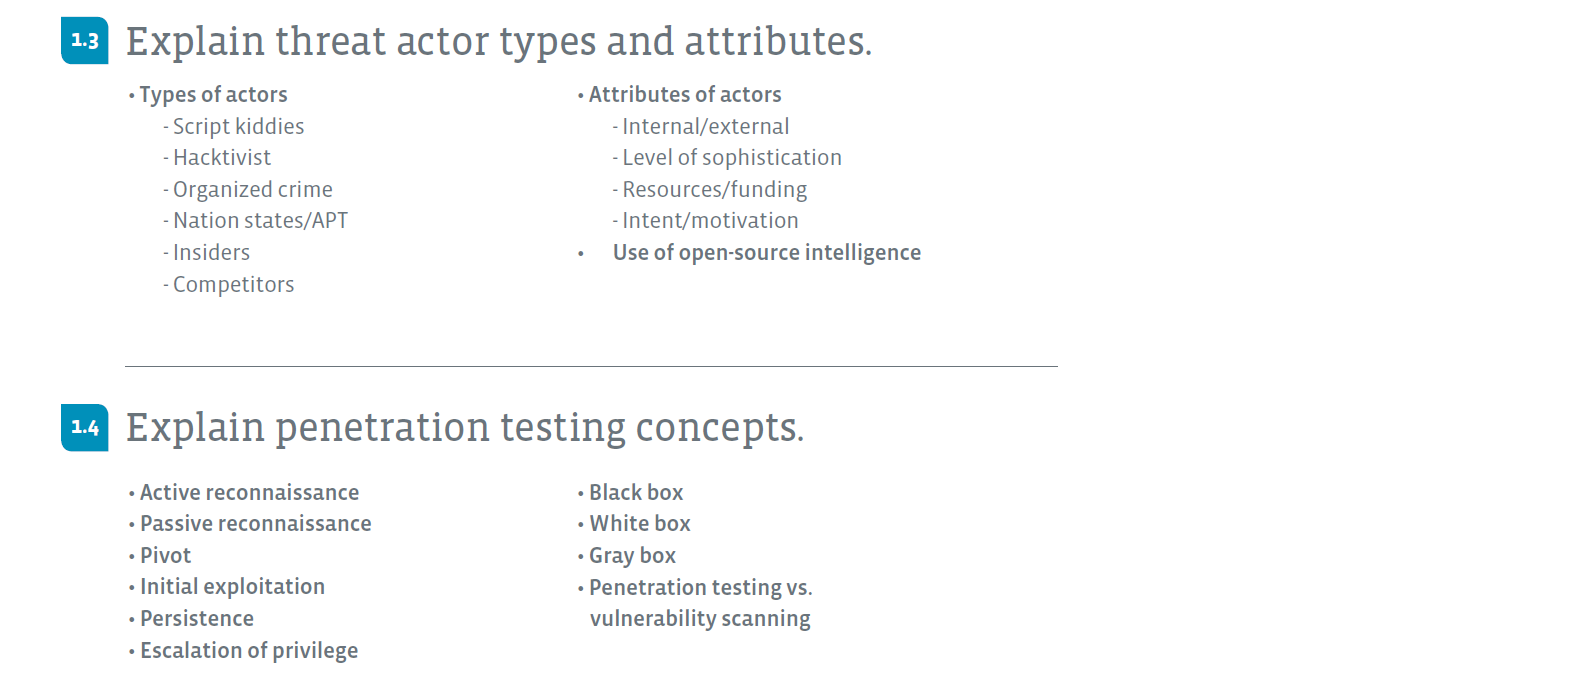 1.3 Explain threat actor types and attributes.
• Types of actors
- Script kiddies
- Hacktivist
- Organized crime
- Nation states/APT
- Insiders
- Competitors
• Attributes of actors
- Internal/external
- Level of sophistication
- Resources/funding
- Intent/motivation
• Use of open-source intelligence
1.4 Explain penetration testing concepts.
• Active reconnaissance
• Passive reconnaissance
• Pivot
• Initial exploitation
• Persistence
• Escalation of privilege
• Black box
• White box
• Gray box
• Penetration testing vs.
vulnerability scanning